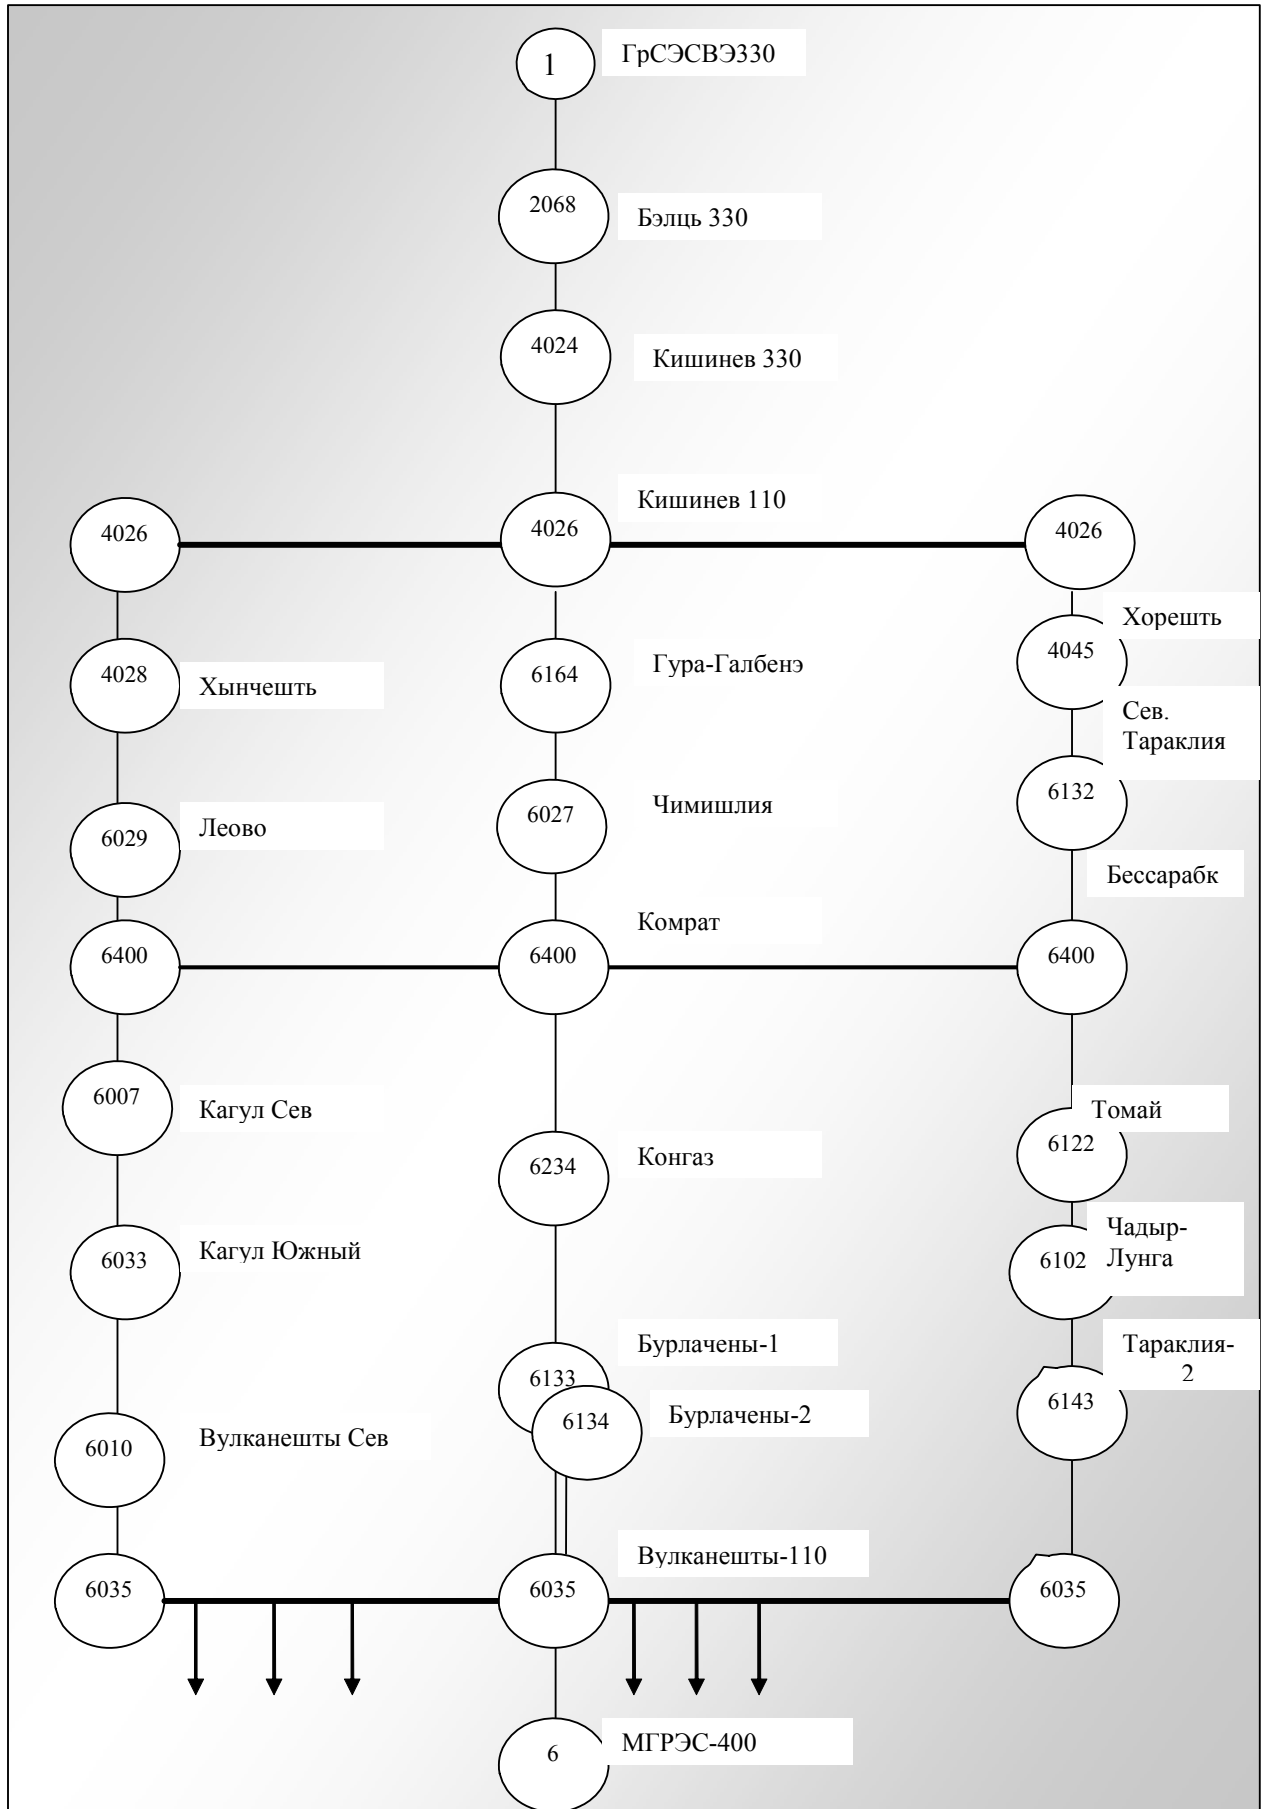 1
ГрСЭСВЭ330
2068
Бэлць 330
4024
Кишинев 330
Кишинев 110
4026
4026
4026
Хорешть
4028
Хынчешть
6164
Гура-Галбенэ
4045
Сев.
Тараклия
6029
Леово
6027
Чимишлия
6132
Бессарабк
Комрат
6400
6400
6400
6007
Кагул Сев
6234
Конгаз
Томай
6122
6033
Кагул Южный
6102
Чадыр-
Лунга
Бурлачены-1
6133
6134
Бурлачены-2
Тараклия-
2
6143
6010
Вулканешты Сев
Вулканешты-110
6035
6035
6035
6
МГРЭС-400